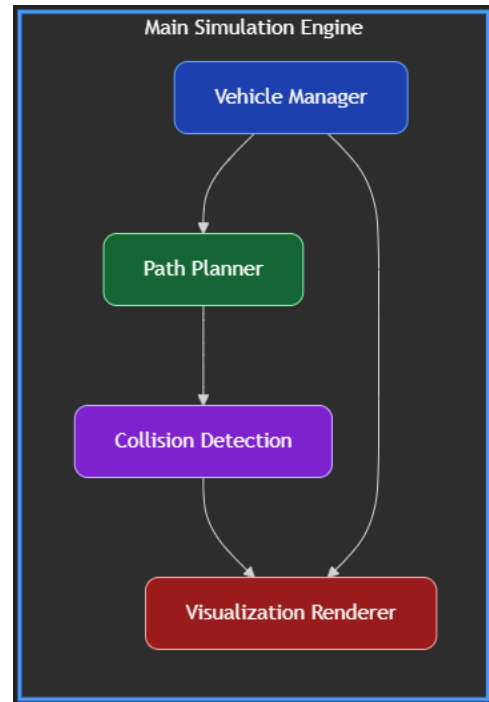 Main Simulation Engine
Vehicle Manager
Path Planner
Collision Detection
Visualization Renderer